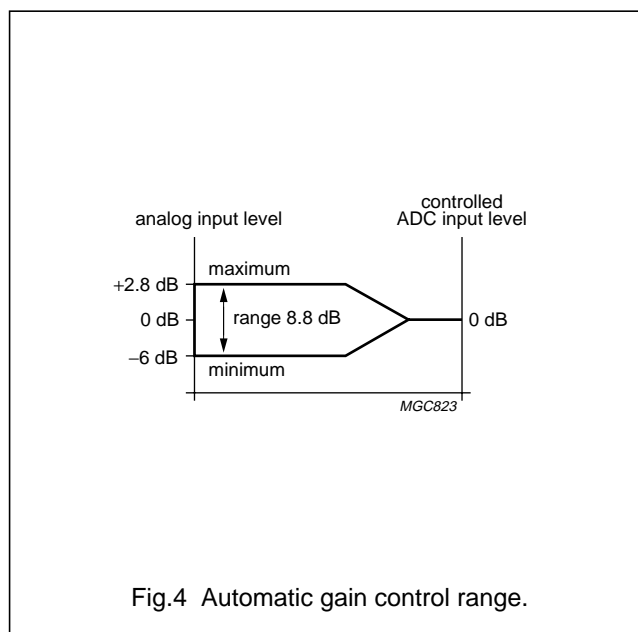 controlled
analog input level ADC input level
+2.8 dB maximum
0 dB range 8.8 dB 0 dB
−6 dB
minimum
MGC823
Fig.4 Automatic gain control range.